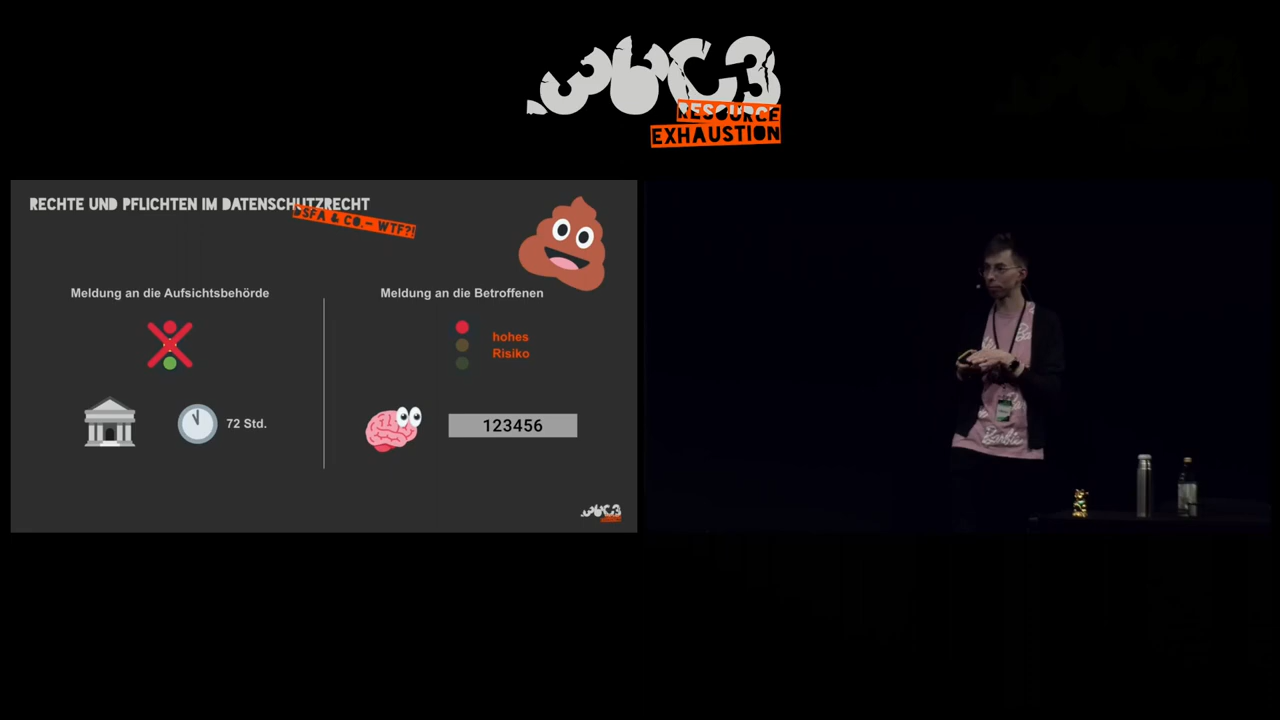 36C3
RESOURCE
EXHAUSTION
RECHTE UND PFLICHTEN IM DATENSCHUTZRECHT
DSFA & CO.- WTF?!
Meldung an die Aufsichtsbehörde
Meldung an die Betroffenen
hohes
Risiko
72 Std.
123456
36C3
Barbie